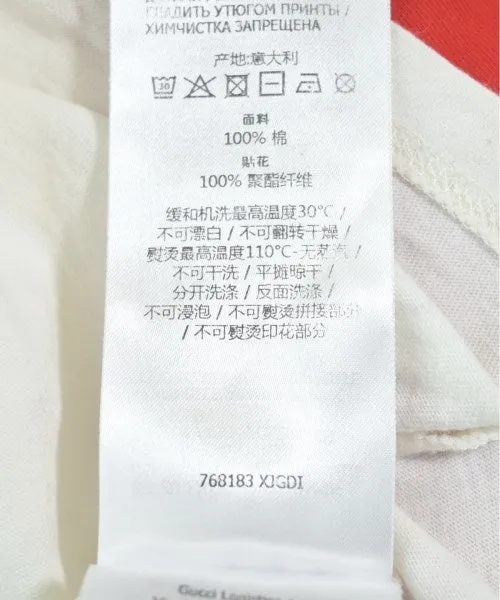 ГЛАДИТЬ УТЮГОМ ПРИНТЫ /
ХИМЧИСТКА ЗАПРЕЩЕНА
产地:意大利
30
面料
100% 棉
贴花
100% 聚酯纤维
缓和机洗最高温度30°C /
不可漂白 / 不可翻转干燥 /
熨烫最高温度110°C-无蒸汽 /
不可干洗 / 平摊晾干 /
分开洗涤 / 反面洗涤 /
不可浸泡 / 不可熨烫拼接部分
/ 不可熨烫印花部分
768183 XJGDI
Gucci